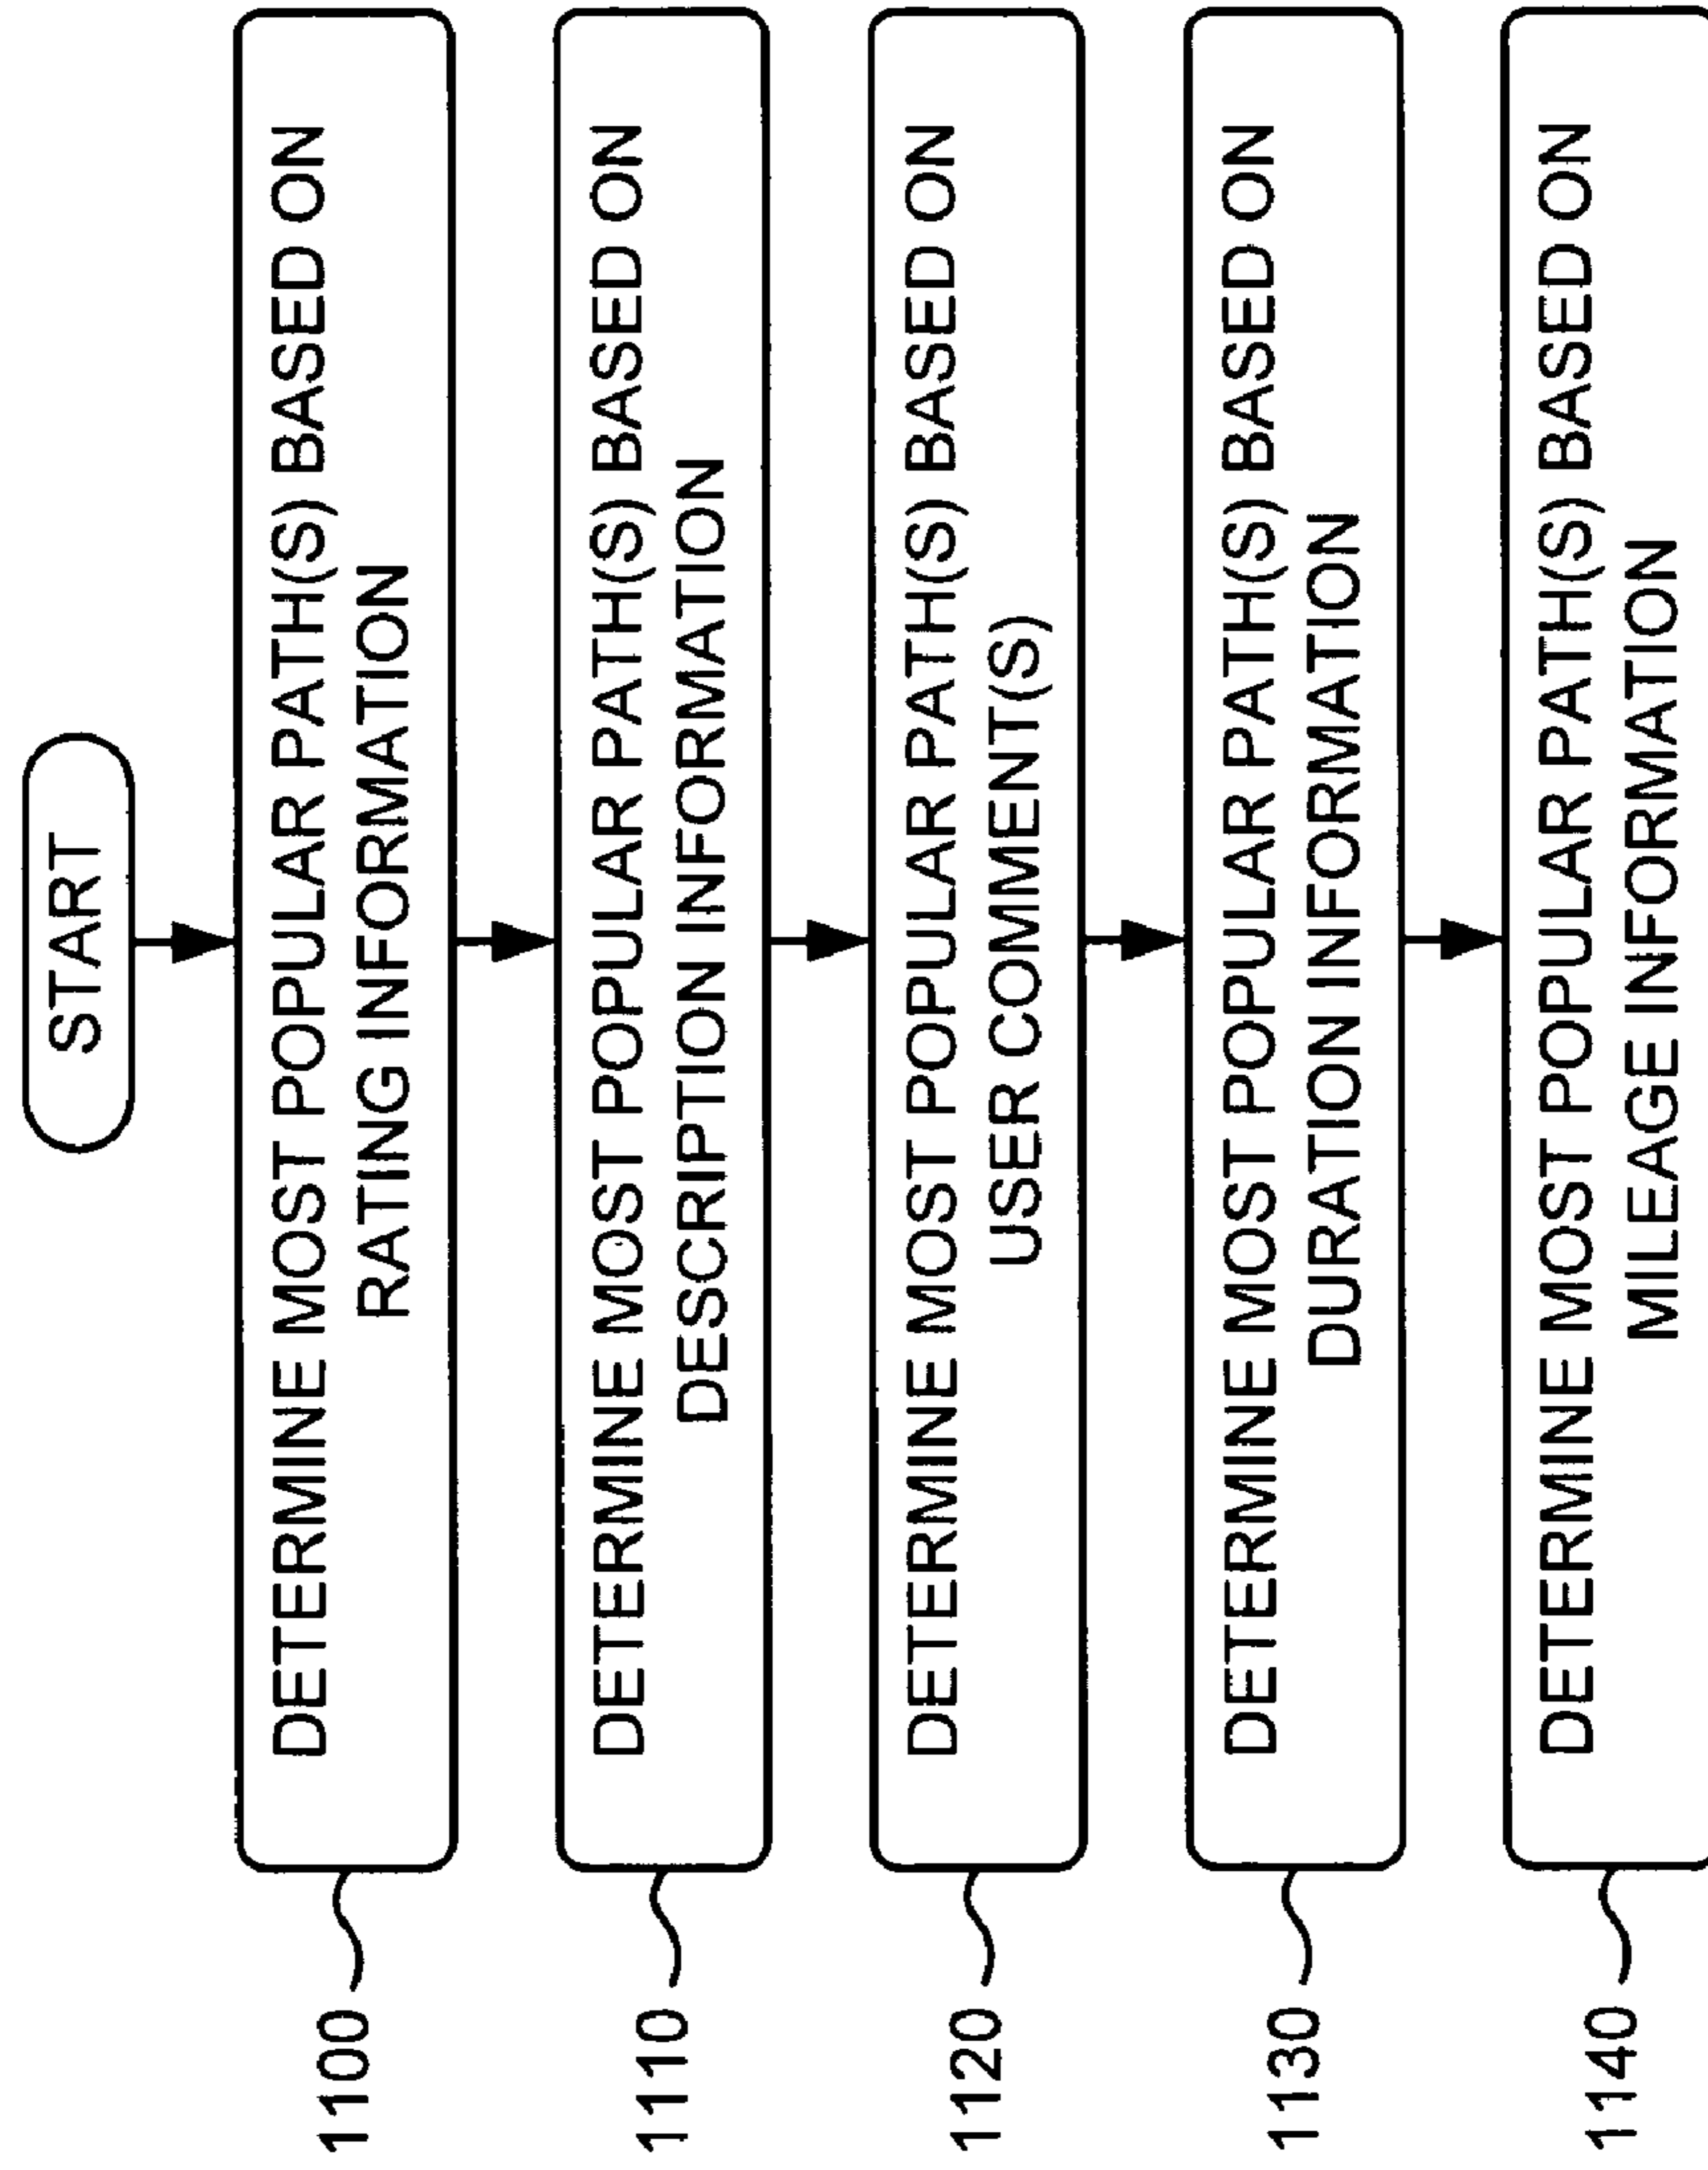 START
DETERMINE MOST POPULAR PATH(S) BASED ON
RATING INFORMATION
1100
DETERMINE MOST POPULAR PATH(S) BASED ON
DESCRIPTION INFORMATION
1110
DETERMINE MOST POPULAR PATH(S) BASED ON
USER COMMENT(S)
1120
DETERMINE MOST POPULAR PATH(S) BASED ON
DURATION INFORMATION
1130
DETERMINE MOST POPULAR PATH(S) BASED ON
MILEAGE INFORMATION
1140